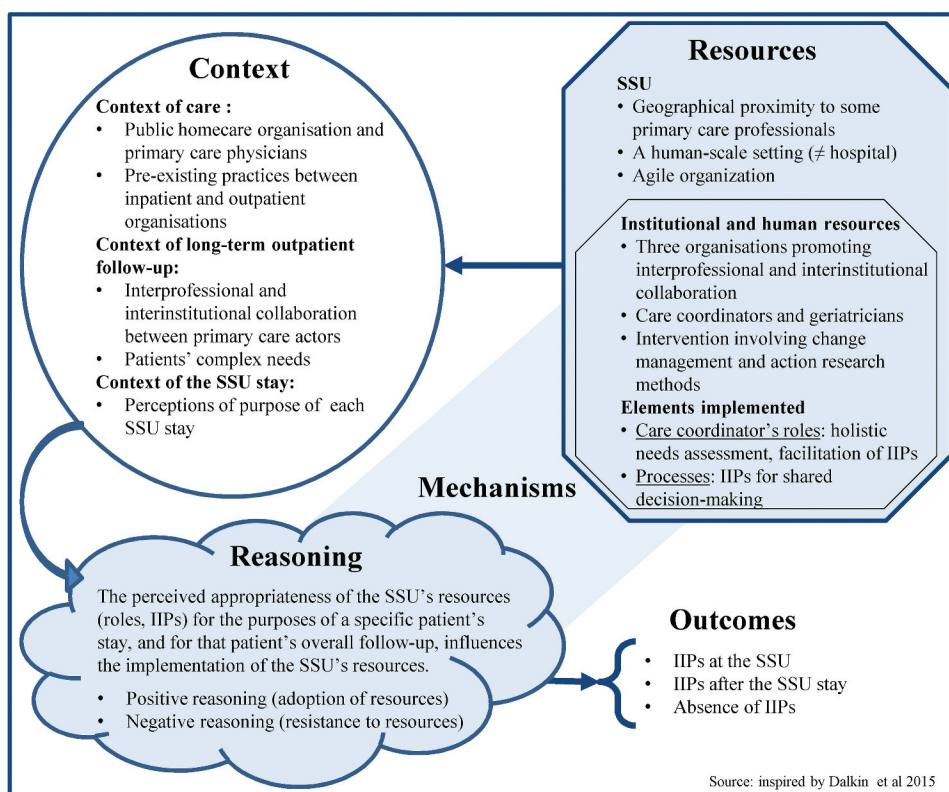 Context
Context of care :
• Public homecare organisation and
primary care physicians
• Pre-existing practices between
inpatient and outpatient
organisations
Context of long-term outpatient
follow-up:
• Interprofessional and
interinstitutional collaboration
between primary care actors
• Patients’ complex needs
Context of the SSU stay:
• Perceptions of purpose of each
SSU stay
Resources
SSU
• Geographical proximity to some
primary care professionals
• A human-scale setting (≠ hospital)
• Agile organization
Institutional and human resources
• Three organisations promoting
interprofessional and interinstitutional
collaboration
• Care coordinators and geriatricians
• Intervention involving change
management and action research
methods
Elements implemented
• Care coordinator’s roles: holistic
needs assessment, facilitation of IIPs
• Processes: IIPs for shared
decision-making
Mechanisms
Reasoning
The perceived appropriateness of the SSU’s resources
(roles, IIPs) for the purposes of a specific patient’s
stay, and for that patient’s overall follow-up, influences
the implementation of the SSU’s resources.
• Positive reasoning (adoption of resources)
• Negative reasoning (resistance to resources)
Outcomes
• IIPs at the SSU
• IIPs after the SSU stay
• Absence of IIPs
Source: inspired by Dalkin et al 2015